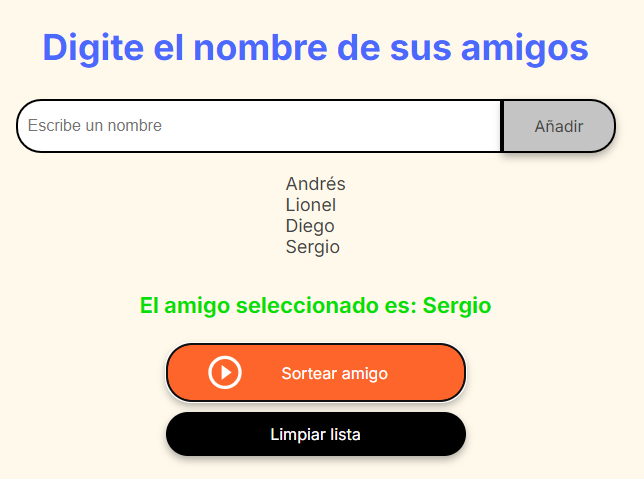 Digite el nombre de sus amigos
Escribe un nombre
Añadir
Andrés
Lionel
Diego
Sergio
El amigo seleccionado es: Sergio
Sortear amigo
Limpiar lista